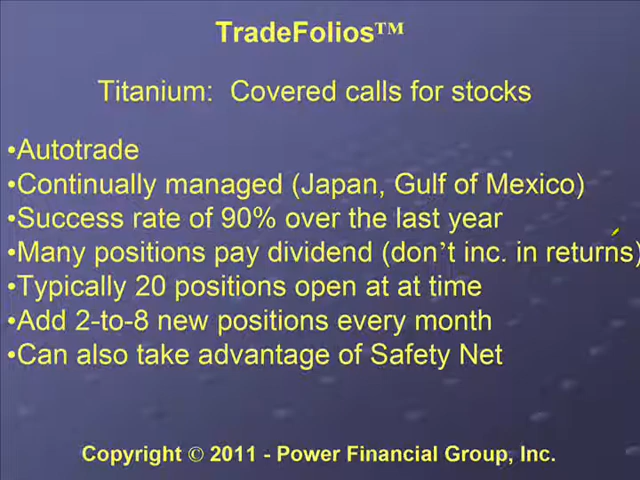 TradeFolios™
Titanium:  Covered calls for stocks
•Autotrade
•Continually managed (Japan, Gulf of Mexico)
•Success rate of 90% over the last year
•Many positions pay dividend (don't inc. in returns)
•Typically 20 positions open at at time
•Add 2-to-8 new positions every month
•Can also take advantage of Safety Net
Copyright © 2011 - Power Financial Group, Inc.